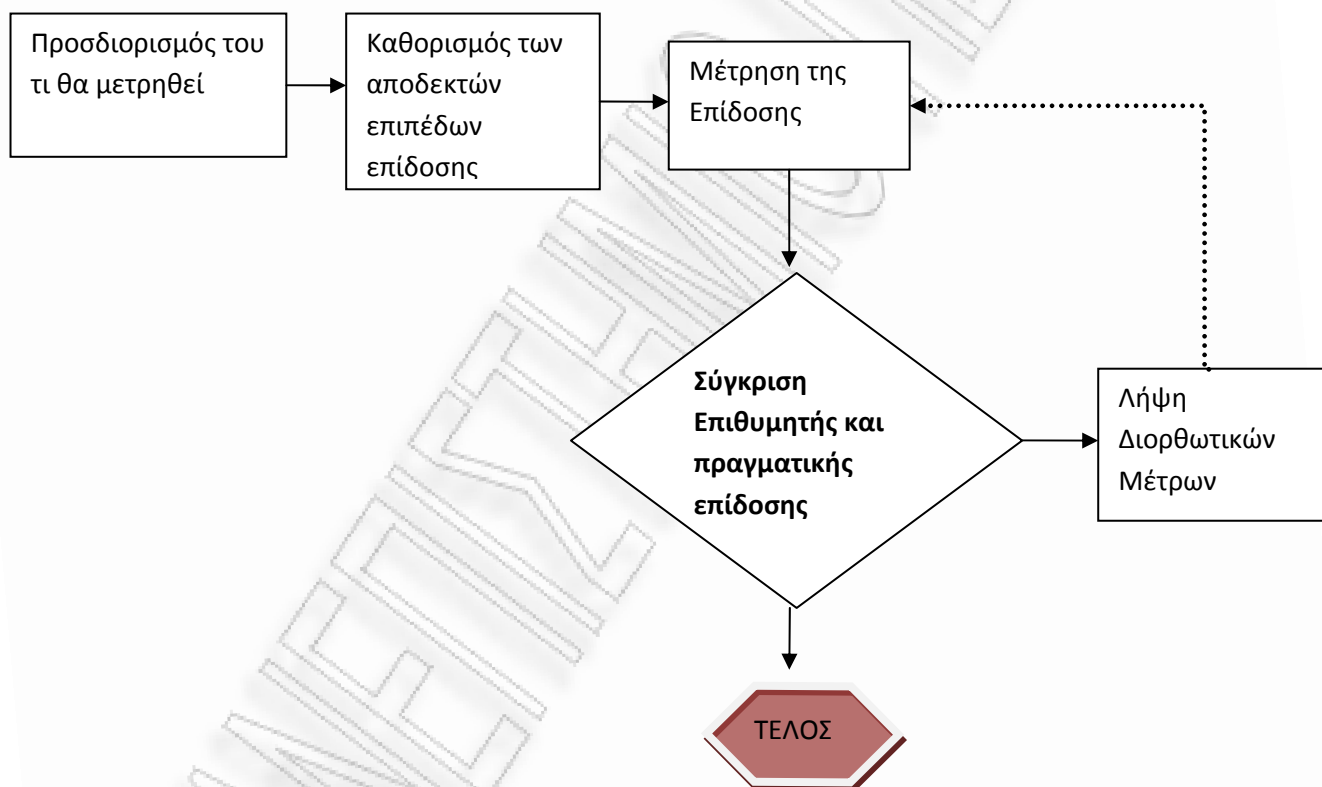 Προσδιορισμός του
τι θα μετρηθεί
Καθορισμός των
αποδεκτών
επιπέδων
επίδοσης
Μέτρηση της
Επίδοσης
Σύγκριση
Επιθυμητής και
πραγματικής
επίδοσης
Λήψη
Διορθωτικών
Μέτρων
ΤΕΛΟΣ